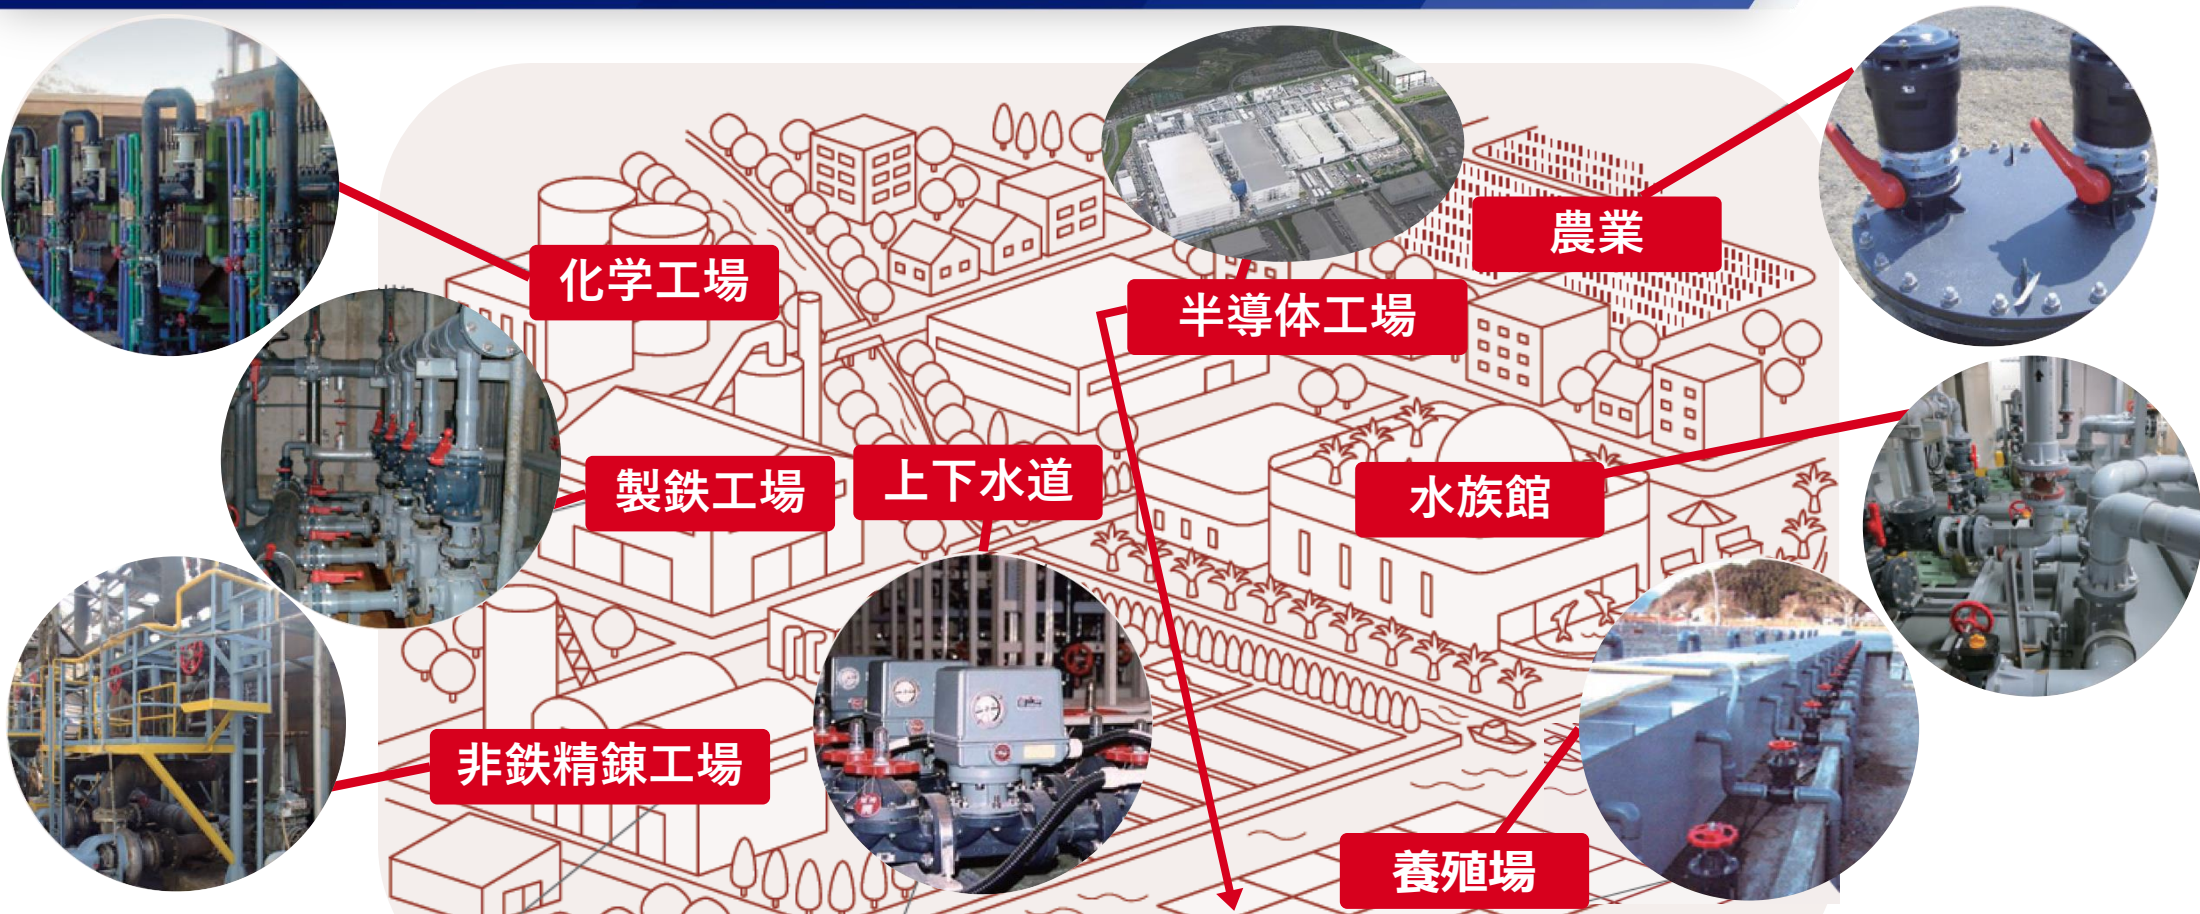 化学工場
農業
半導体工場
製鉄工場
上下水道
水族館
非鉄精錬工場
養殖場